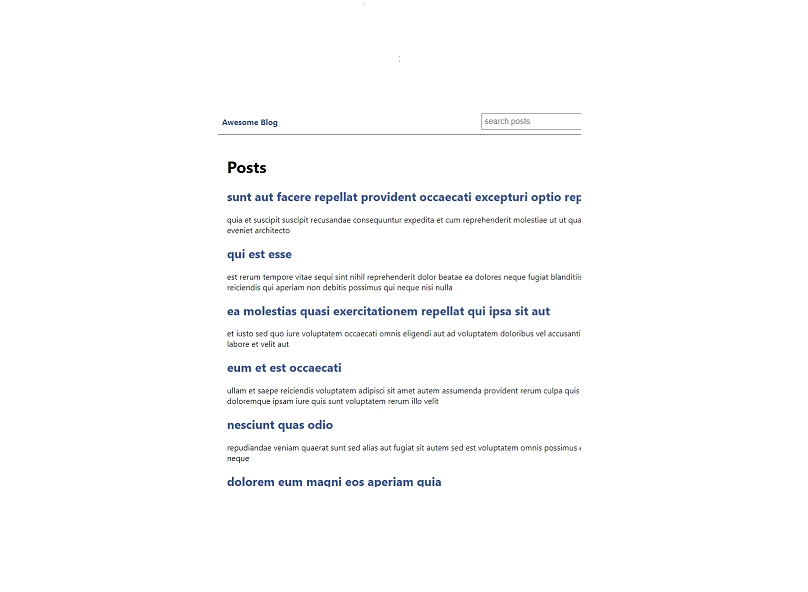 Awesome Blog
search posts
Posts
sunt aut facere repellat provident occaecati excepturi optio rep
quia et suscipit suscipit recusandae consequuntur expedita et cum reprehenderit molestiae ut ut qua
eveniet architecto
qui est esse
est rerum tempore vitae sequi sint nihil reprehenderit dolor beatae ea dolores neque fugiat blanditiis
reiciendis qui aperiam non debitis possimus qui neque nisi nulla
ea molestias quasi exercitationem repellat qui ipsa sit aut
et iusto sed quo iure voluptatem occaecati omnis eligendi aut ad voluptatem doloribus vel accusanti
labore et velit aut
eum et est occaecati
ullam et saepe reiciendis voluptatem adipisci sit amet autem assumenda provident rerum culpa quis
doloremque ipsam iure quis sunt voluptatem rerum illo velit
nesciunt quas odio
repudiandae veniam quaerat sunt sed alias aut fugiat sit autem sed est voluptatem omnis possimus
neque
dolorem eum magni eos aperiam quia